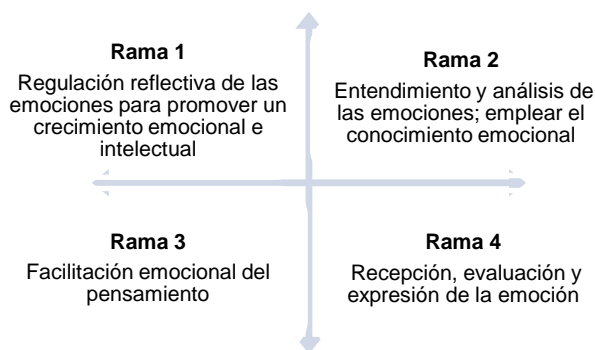 Rama 1
Regulación reflectiva de las
emociones para promover un
crecimiento emocional e
intelectual
Rama 2
Entendimiento y análisis de
las emociones; emplear el
conocimiento emocional
Rama 3
Facilitación emocional del
pensamiento
Rama 4
Recepción, evaluación y
expresión de la emoción